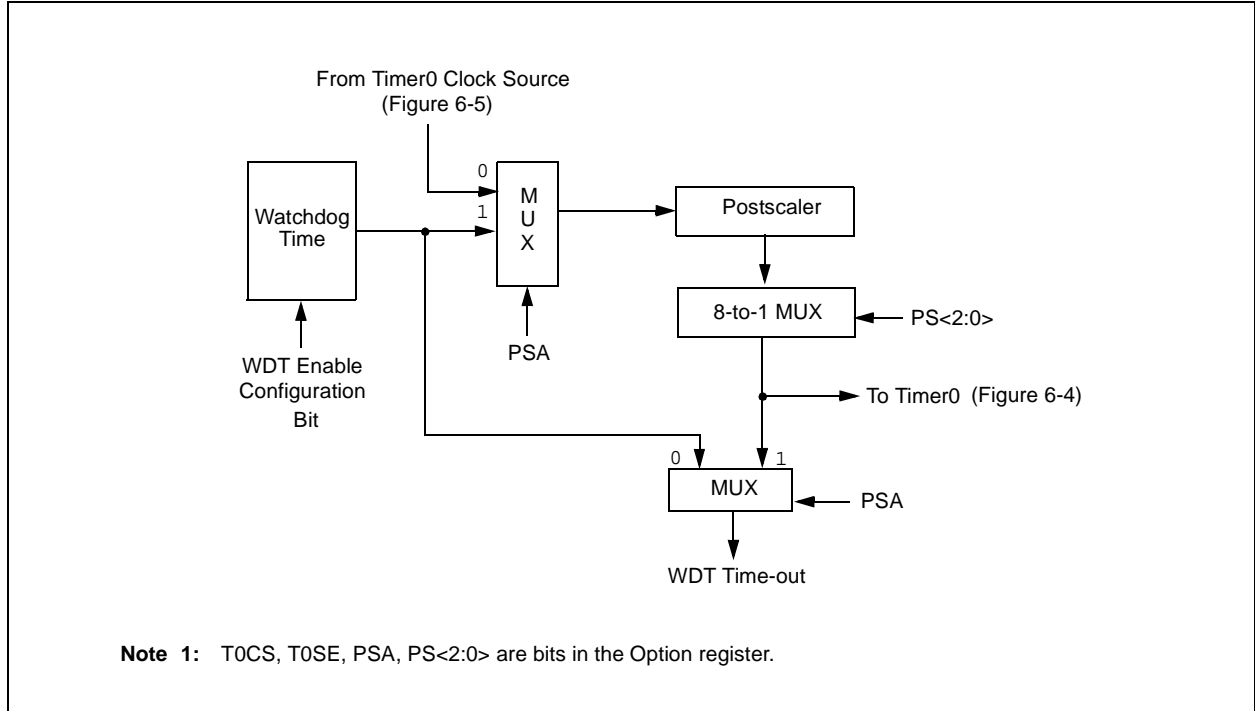 From Timer0 Clock Source
(Figure 6-5)
0
1
M
U
X
Watchdog
Time
Postscaler
8-to-1 MUX
PS<2:0>
PSA
WDT Enable
Configuration
Bit
To Timer0 (Figure 6-4)
0
1
MUX
PSA
WDT Time-out
Note 1: T0CS, T0SE, PSA, PS<2:0> are bits in the Option register.